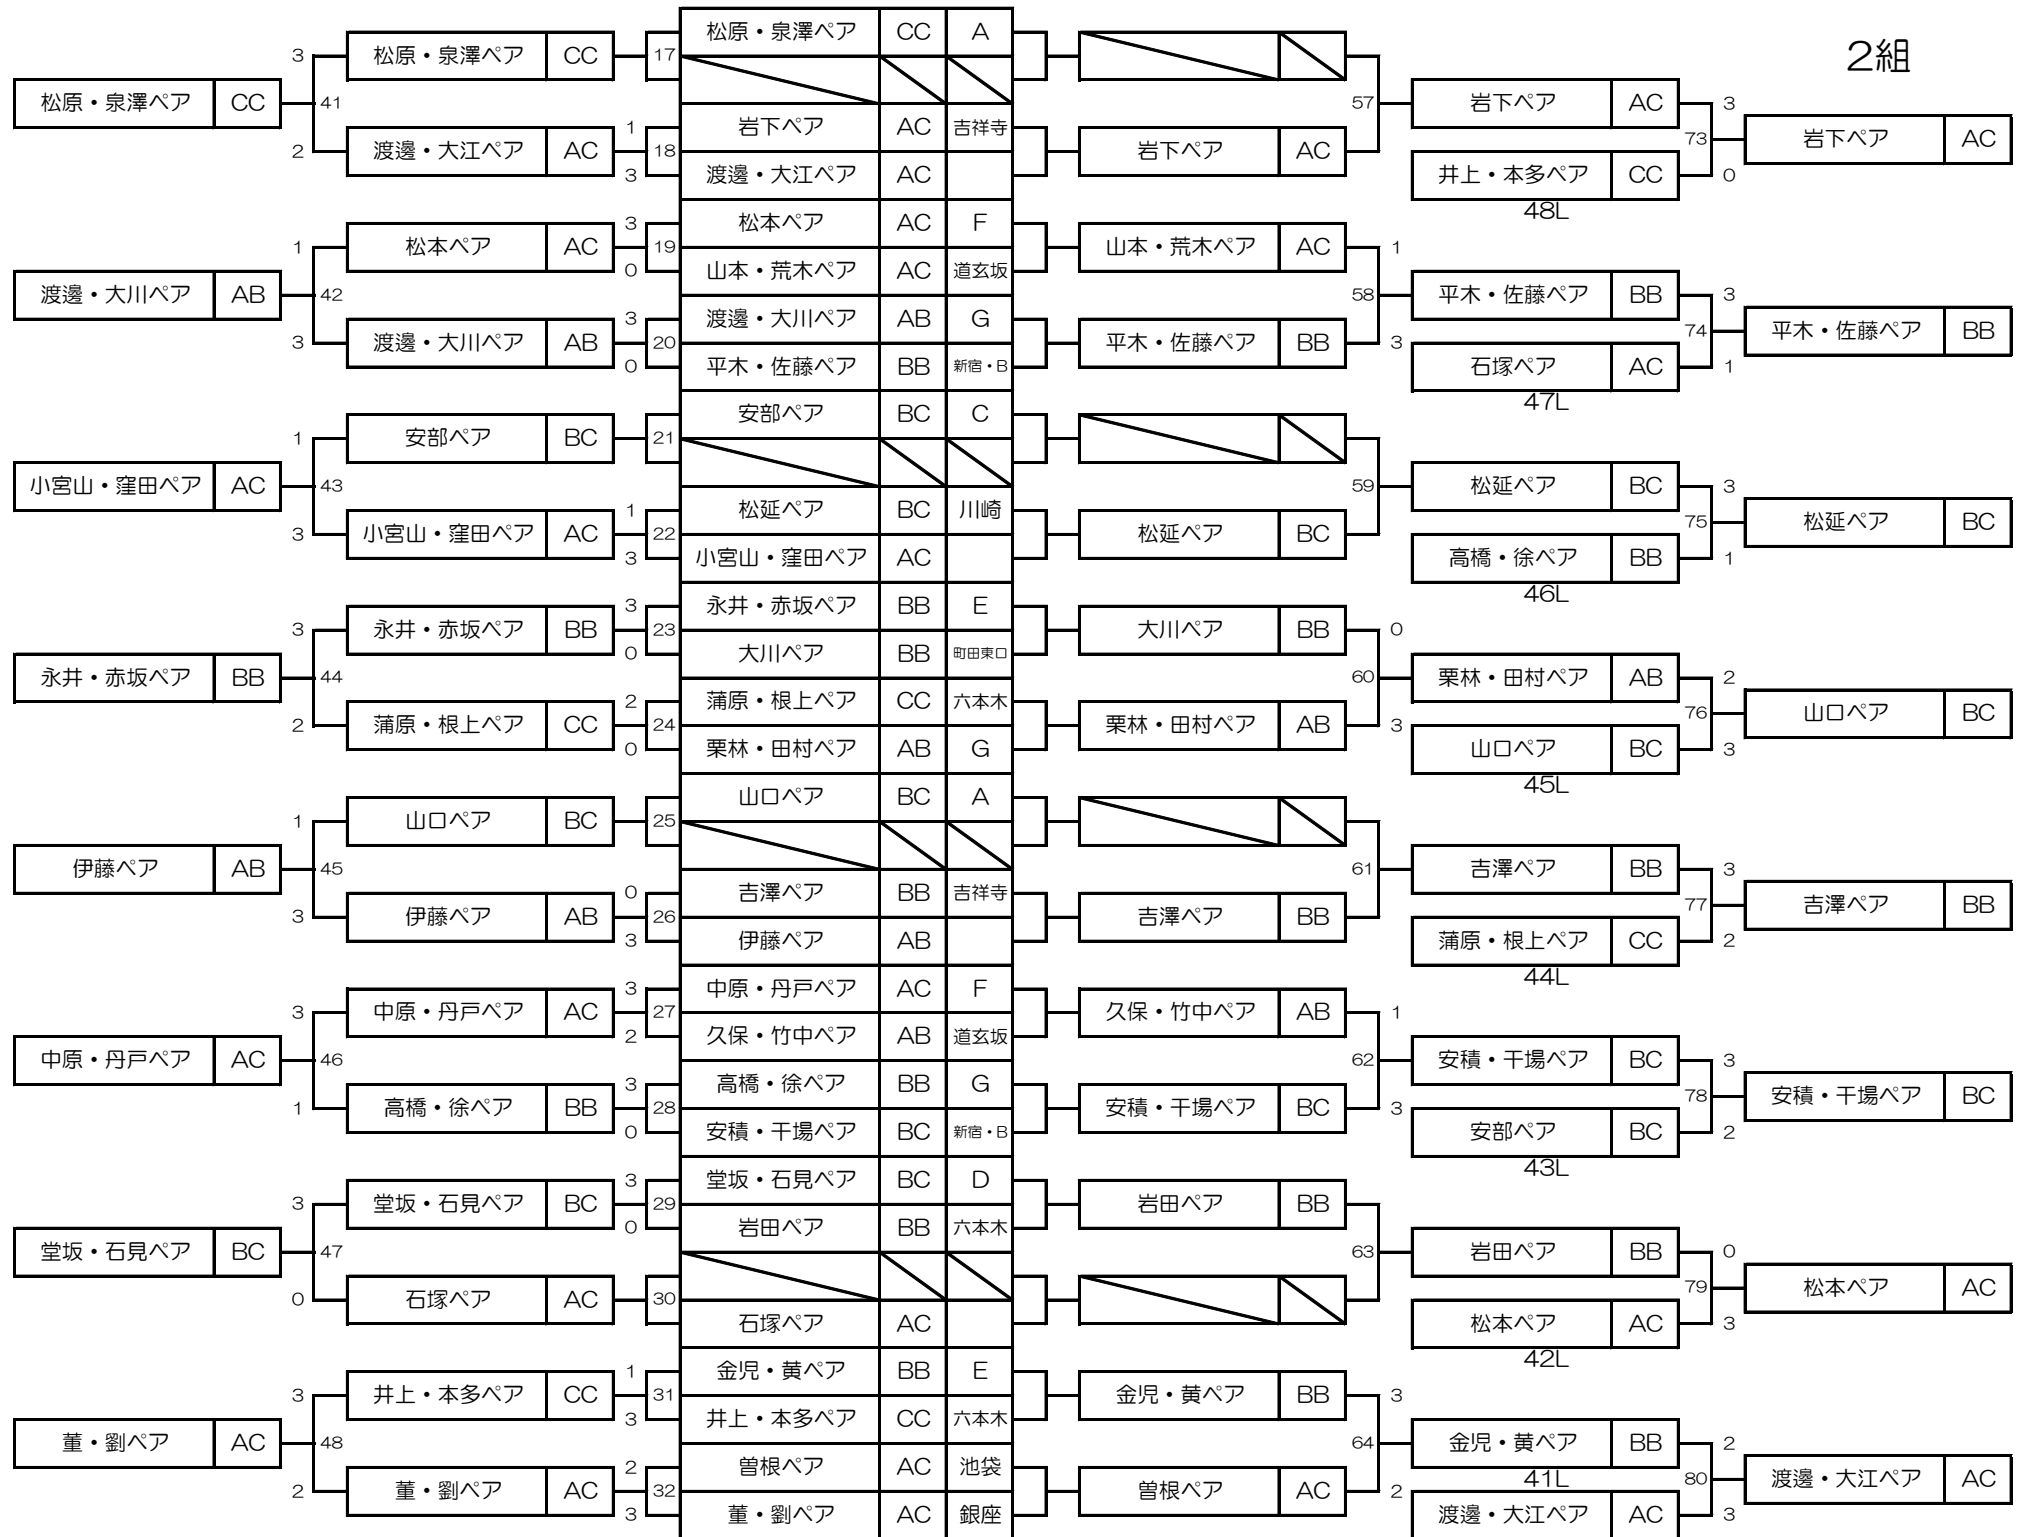 2組
松原・泉澤ペア CC A
3 松原・泉澤ペア CC 17
松原・泉澤ペア CC 41 57 岩下ペア AC 3
岩下ペア AC 73
1 岩下ペア AC 吉祥寺
2 渡邊・大江ペア AC 18 岩下ペア AC
3 渡邊・大江ペア AC 井上・本多ペア CC 0
48L
3 松本ペア AC F
1 松本ペア AC 19 山本・荒木ペア AC 1
0 山本・荒木ペア AC 道玄坂
渡邊・大川ペア AB 42 58 平木・佐藤ペア BB 3
3 渡邊・大川ペア AB G
74 平木・佐藤ペア BB
3 渡邊・大川ペア AB 20 平木・佐藤ペア BB 3
0 平木・佐藤ペア BB 新宿・B 石塚ペア AC 1
47L
安部ペア BC C
1 安部ペア BC 21
小宮山・窪田ペア AC 43 59 松延ペア BC 3
1 松延ペア BC 川崎
75 松延ペア BC
3 小宮山・窪田ペア AC 22 松延ペア BC
3 小宮山・窪田ペア AC 高橋・徐ペア BB 1
46L
3 永井・赤坂ペア BB E
3 永井・赤坂ペア BB 23 大川ペア BB 0
0 大川ペア BB 町田東口
永井・赤坂ペア BB 44 60 栗林・田村ペア AB 2
2 蒲原・根上ペア CC 六本木
76 山口ペア BC
2 蒲原・根上ペア CC 24 栗林・田村ペア AB 3
0 栗林・田村ペア AB G 山口ペア BC 3
45L
山口ペア BC A
1 山口ペア BC 25
伊藤ペア AB 45 61 吉澤ペア BB 3
0 吉澤ペア BB 吉祥寺
77 吉澤ペア BB
3 伊藤ペア AB 26 吉澤ペア BB
3 伊藤ペア AB 蒲原・根上ペア CC 2
44L
3 中原・丹戸ペア AC F
3 中原・丹戸ペア AC 27 久保・竹中ペア AB 1
2 久保・竹中ペア AB 道玄坂
中原・丹戸ペア AC 46 62 安積・干場ペア BC 3
3 高橋・徐ペア BB G
78 安積・干場ペア BC
1 高橋・徐ペア BB 28 安積・干場ペア BC 3
0 安積・干場ペア BC 新宿・B 安部ペア BC 2
43L
3 堂坂・石見ペア BC D
3 堂坂・石見ペア BC 29 岩田ペア BB
0 岩田ペア BB 六本木
堂坂・石見ペア BC 47 63 岩田ペア BB 0
79 松本ペア AC
0 石塚ペア AC 30
石塚ペア AC 松本ペア AC 3
42L
1 金児・黄ペア BB E
3 井上・本多ペア CC 31 金児・黄ペア BB 3
3 井上・本多ペア CC 六本木
董・劉ペア AC 48 64 金児・黄ペア BB 2
2 曽根ペア AC 池袋
41L 80 渡邊・大江ペア AC
2 董・劉ペア AC 32 曽根ペア AC 2
3 董・劉ペア AC 銀座 渡邊・大江ペア AC 3